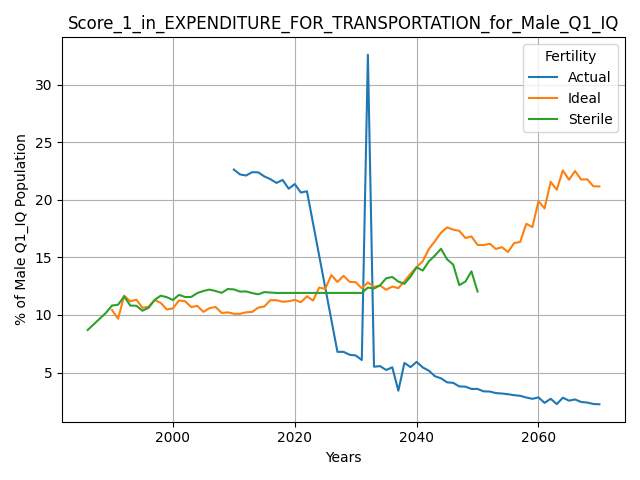 Score_1_in_EXPENDITURE_FOR_TRANSPORTATION_for_Male_Q1_IQ
Fertility
Actual
Ideal
Sterile
% of Male Q1_IQ Population
30
25
20
15
10
5
2000
2020
2040
2060
Years